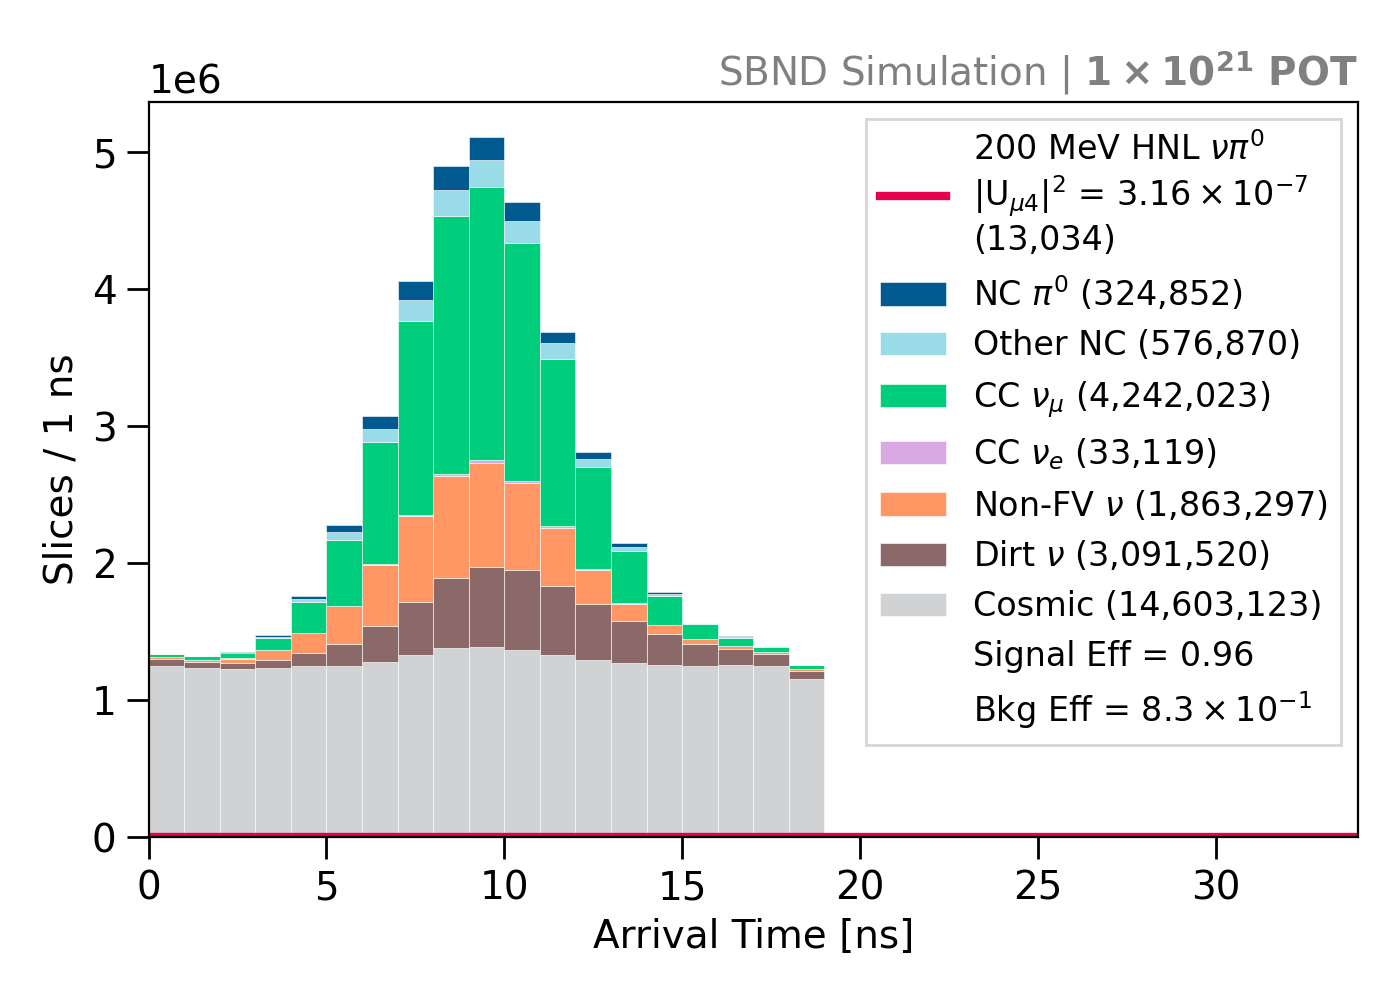 1e6
SBND Simulation | 1 × 10²¹ POT
200 MeV HNL νπ⁰
|U_{μ4}|² = 3.16 × 10⁻⁷
(13,034)
NC π⁰ (324,852)
Other NC (576,870)
CC ν_μ (4,242,023)
CC ν_e (33,119)
Non-FV ν (1,863,297)
Dirt ν (3,091,520)
Cosmic (14,603,123)
Signal Eff = 0.96
Bkg Eff = 8.3 × 10⁻¹
Slices / 1 ns
5
4
3
2
1
0
0 5 10 15 20 25 30
Arrival Time [ns]